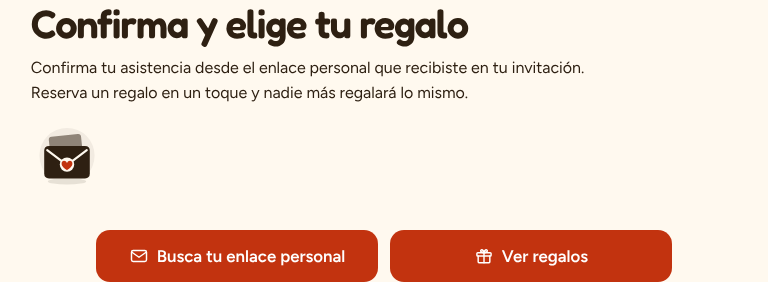 Confirma y elige tu regalo
Confirma tu asistencia desde el enlace personal que recibiste en tu invitación.
Reserva un regalo en un toque y nadie más regalará lo mismo.
Busca tu enlace personal
Ver regalos